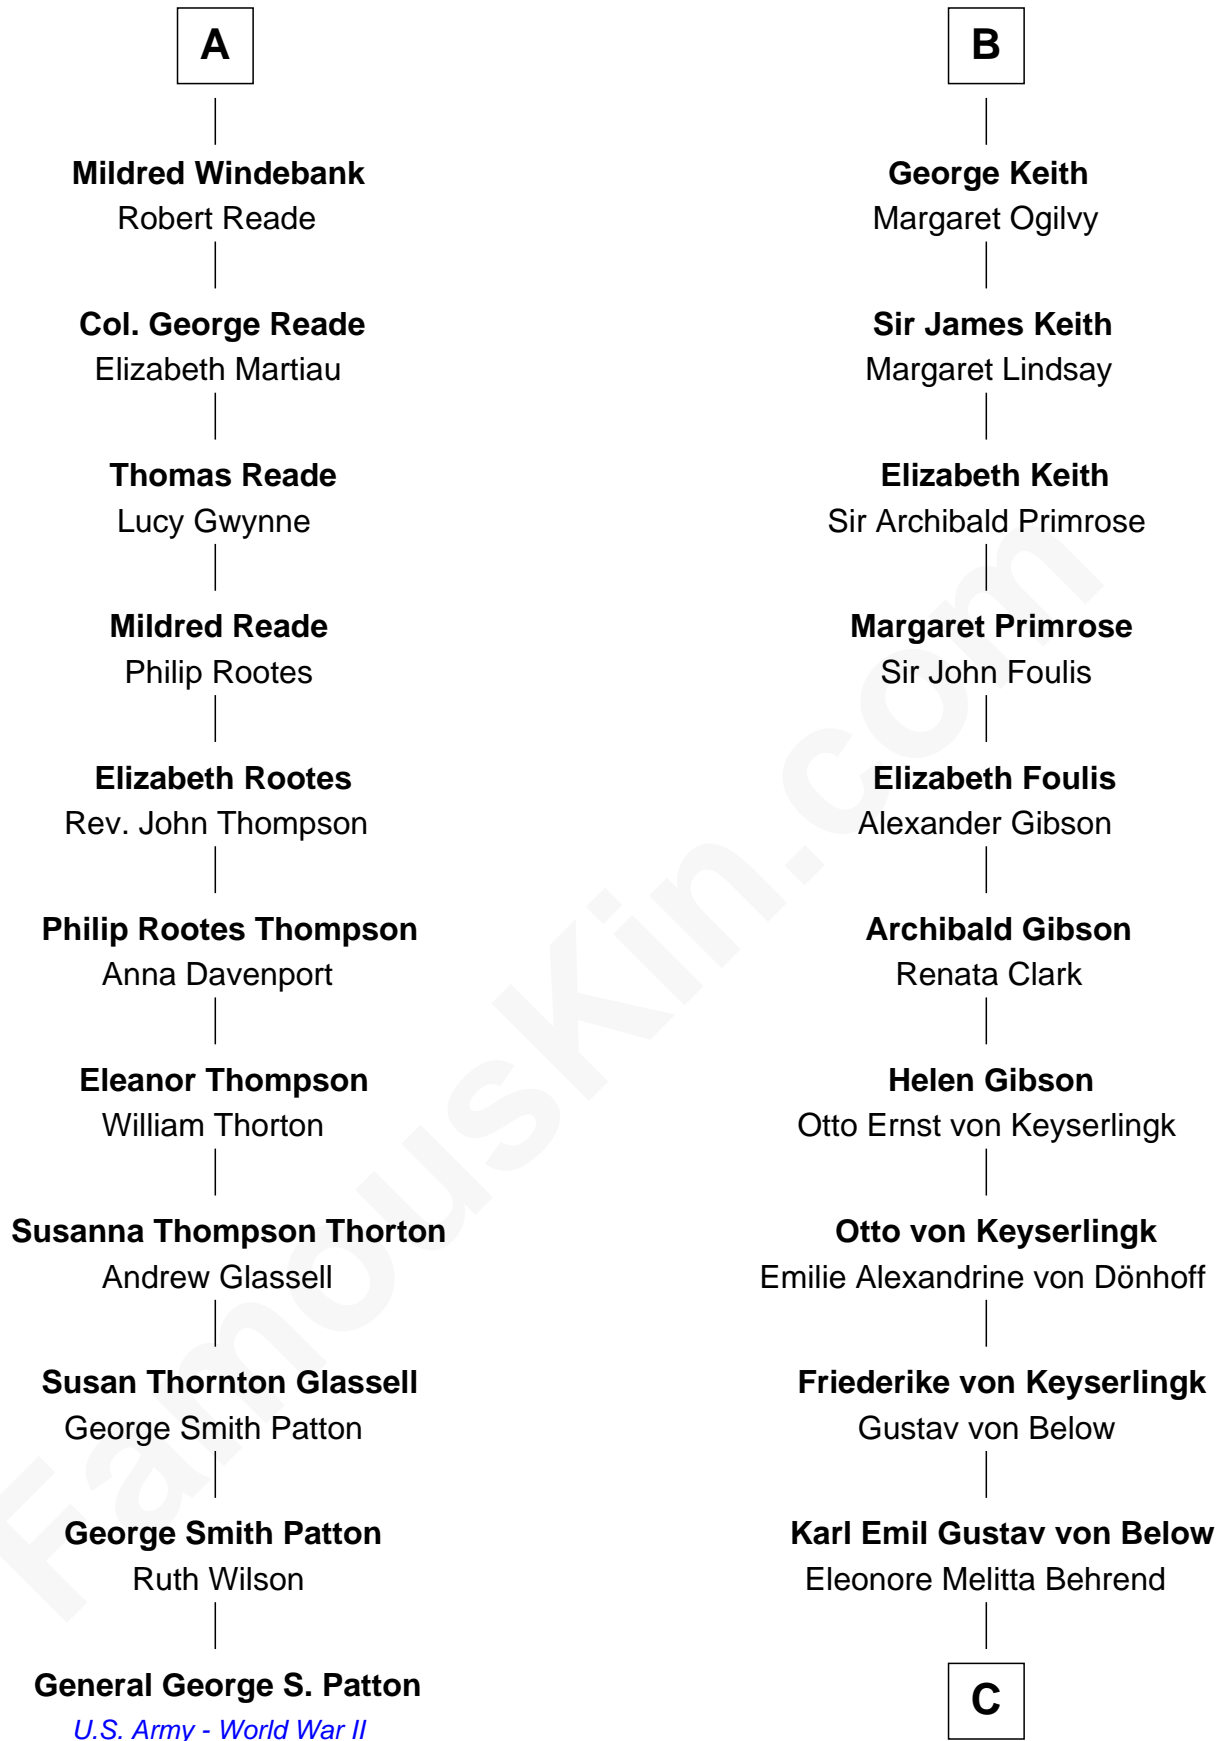 A
Mildred Windebank
Robert Reade
Col. George Reade
Elizabeth Martiau
Thomas Reade
Lucy Gwynne
Mildred Reade
Philip Rootes
Elizabeth Rootes
Rev. John Thompson
Philip Rootes Thompson
Anna Davenport
Eleanor Thompson
William Thorton
Susanna Thompson Thorton
Andrew Glassell
Susan Thornton Glassell
George Smith Patton
George Smith Patton
Ruth Wilson
General George S. Patton
U.S. Army - World War II
B
George Keith
Margaret Ogilvy
Sir James Keith
Margaret Lindsay
Elizabeth Keith
Sir Archibald Primrose
Margaret Primrose
Sir John Foulis
Elizabeth Foulis
Alexander Gibson
Archibald Gibson
Renata Clark
Helen Gibson
Otto Ernst von Keyserlingk
Otto von Keyserlingk
Emilie Alexandrine von Dönhoff
Friederike von Keyserlingk
Gustav von Below
Karl Emil Gustav von Below
Eleonore Melitta Behrend
C
FamousKin.com